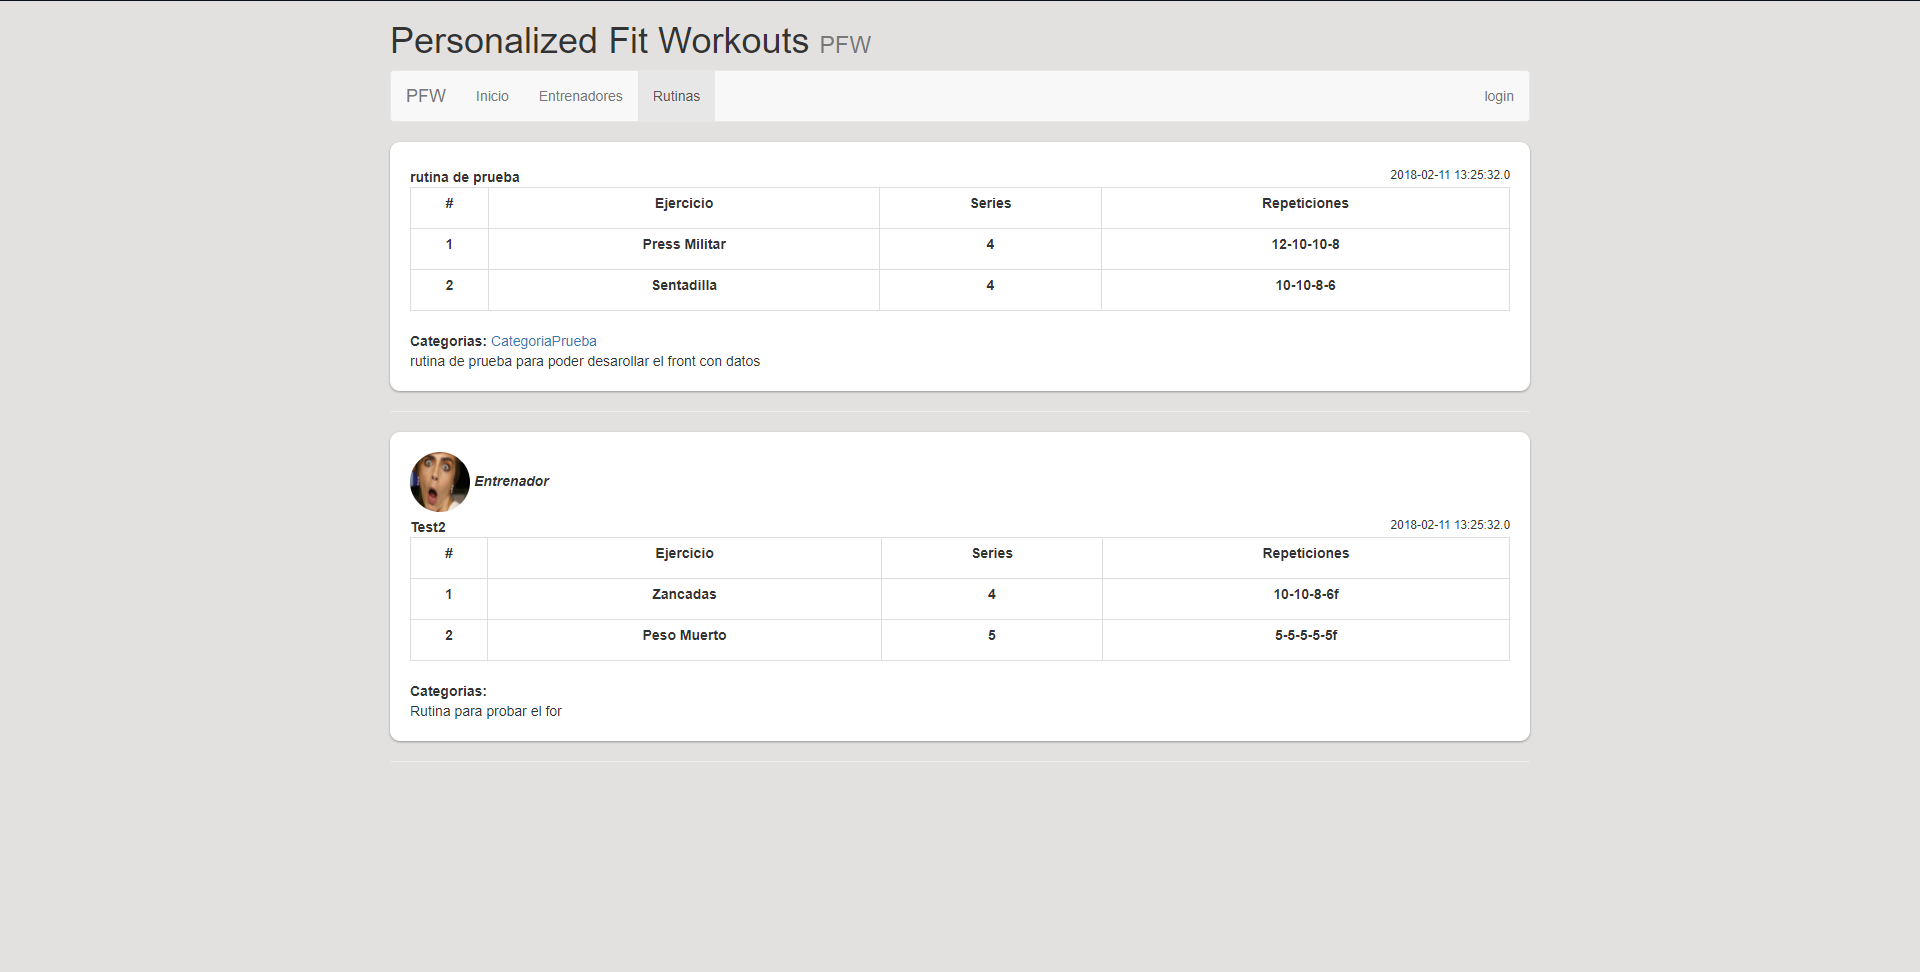 Personalized Fit Workouts PFW
PFW Inicio Entrenadores Rutinas login
rutina de prueba 2018-02-11 13:25:32.0
# Ejercicio Series Repeticiones
1 Press Militar 4 12-10-10-8
2 Sentadilla 4 10-10-8-6
Categorias: CategoriaPrueba
rutina de prueba para poder desarollar el front con datos
Entrenador
Test2 2018-02-11 13:25:32.0
# Ejercicio Series Repeticiones
1 Zancadas 4 10-10-8-6f
2 Peso Muerto 5 5-5-5-5-5f
Categorias:
Rutina para probar el for